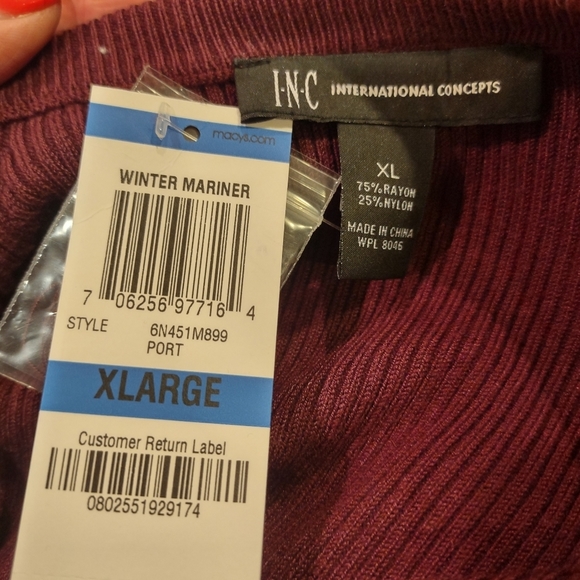 I·N·C INTERNATIONAL CONCEPTS
XL
75% RAYON
25% NYLON
MADE IN CHINA
WPL 8046
macys.com
WINTER MARINER
7 06256 97716 4
STYLE 6N451M899
PORT
XLARGE
Customer Return Label
0802551929174